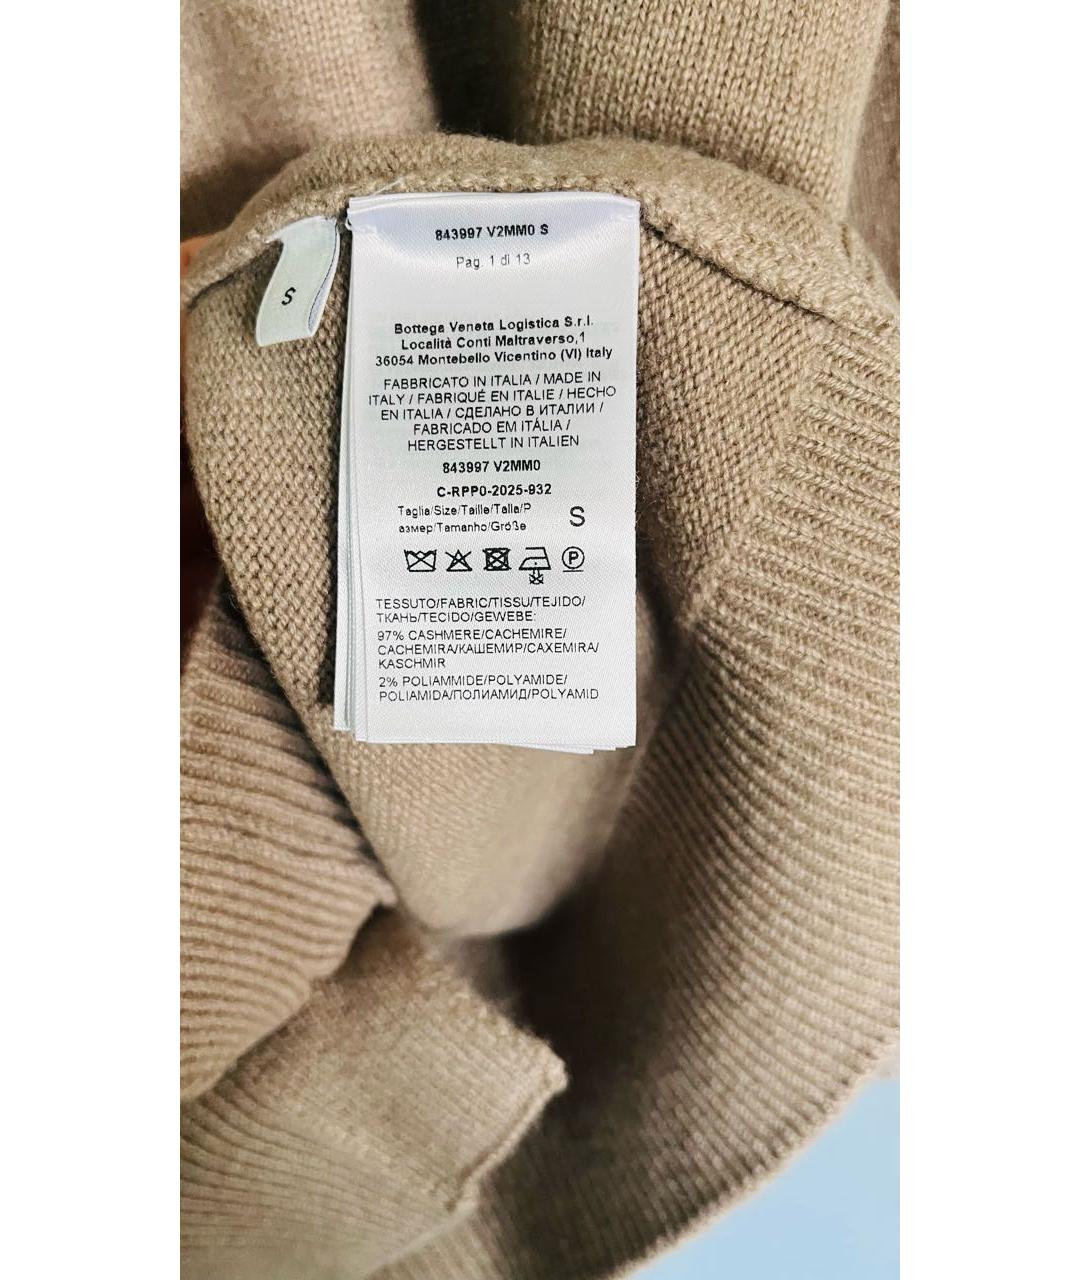 843997 V2MM0 S
Pag. 1 di 13
S
Bottega Veneta Logistica S.r.l.
Località Conti Maltraverso,1
36054 Montebello Vicentino (VI) Italy
FABBRICATO IN ITALIA / MADE IN
ITALY / FABRIQUÉ EN ITALIE / HECHO
EN ITALIA / СДЕЛАНО В ИТАЛИИ /
FABRICADO EM ITÁLIA /
HERGESTELLT IN ITALIEN
843997 V2MM0
C-RPP0-2025-932
Taglia/Size/Taille/Talla/Р
азмер/Tamanho/Größe
S
P
TESSUTO/FABRIC/TISSU/TEJIDO/
ТКАНЬ/TECIDO/GEWEBE:
97% CASHMERE/CACHEMIRE/
CACHEMIRA/КАШЕМИР/CAXEMIRA/
KASCHMIR
2% POLIAMMIDE/POLYAMIDE/
POLIAMIDA/ПОЛИАМИД/POLYAMID